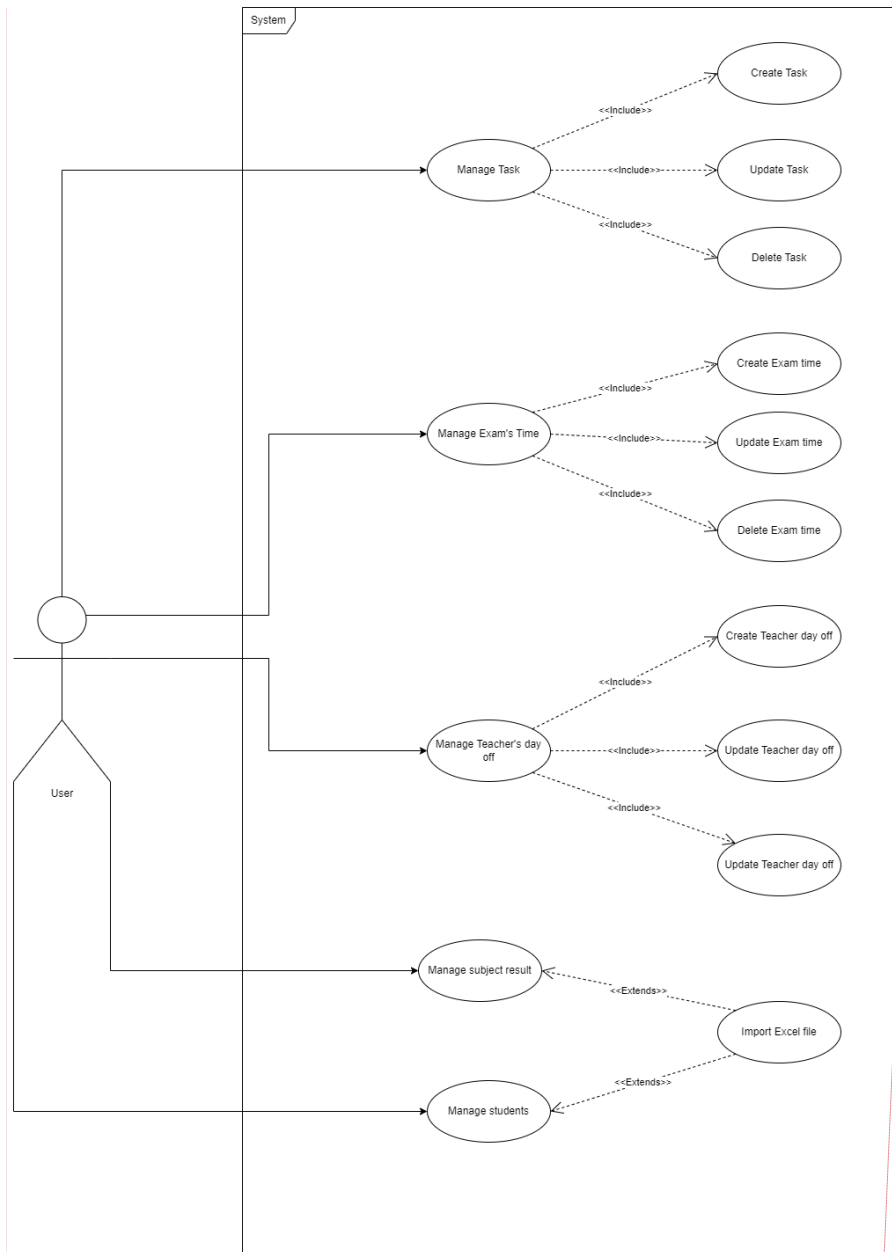 System
Create Task
<<Include>>
Manage Task
<<Include>>
Update Task
<<Include>>
Delete Task
Create Exam time
<<Include>>
Manage Exam's Time
<<Include>>
Update Exam time
<<Include>>
Delete Exam time
Create Teacher day off
<<Include>>
Manage Teacher's day
off
<<Include>>
Update Teacher day off
User
<<Include>>
Update Teacher day off
Manage subject result
<<Extends>>
Import Excel file
<<Extends>>
Manage students